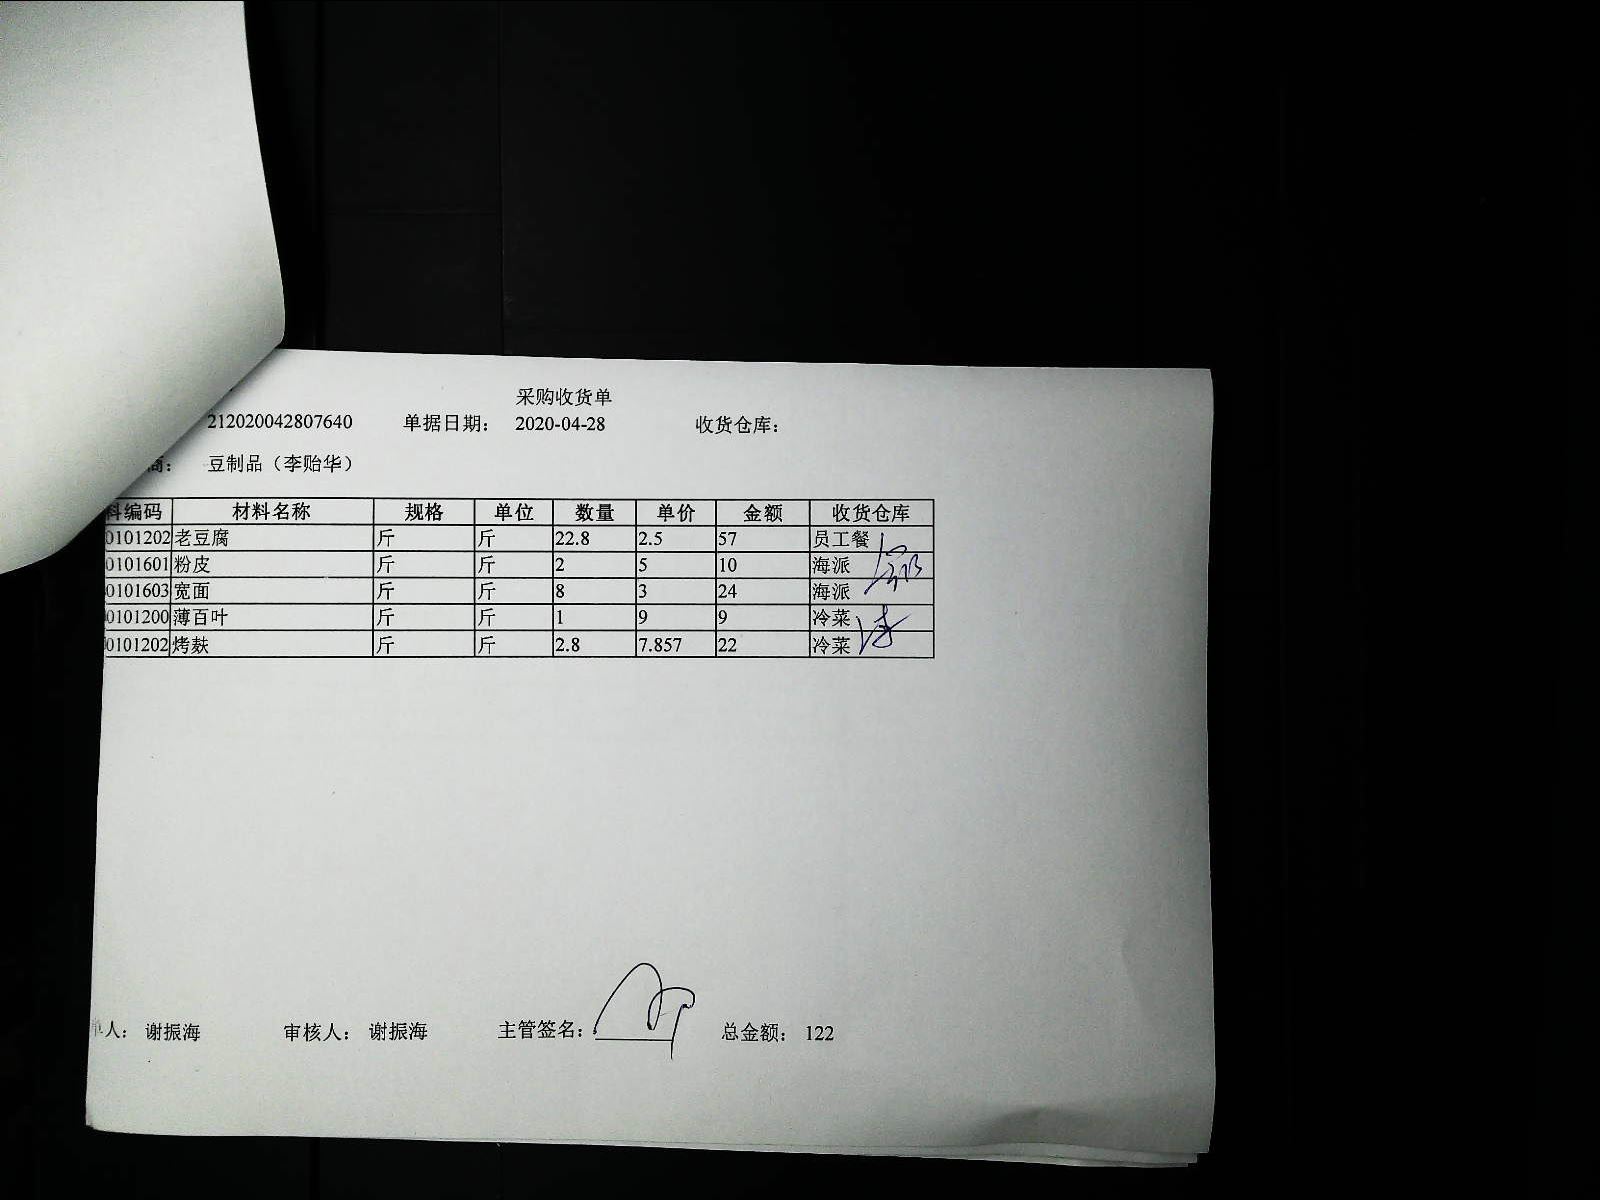 采购收货单
212020042807640 单据日期： 2020-04-28 收货仓库：
商： 豆制品（李贻华）
料编码 材料名称 规格 单位 数量 单价 金额 收货仓库
0101202 老豆腐 斤 斤 22.8 2.5 57 员工餐
0101601 粉皮 斤 斤 2 5 10 海派
0101603 宽面 斤 斤 8 3 24 海派
0101200 薄百叶 斤 斤 1 9 9 冷菜
0101202 烤麸 斤 斤 2.8 7.857 22 冷菜
单人： 谢振海 审核人： 谢振海 主管签名： 总金额： 122